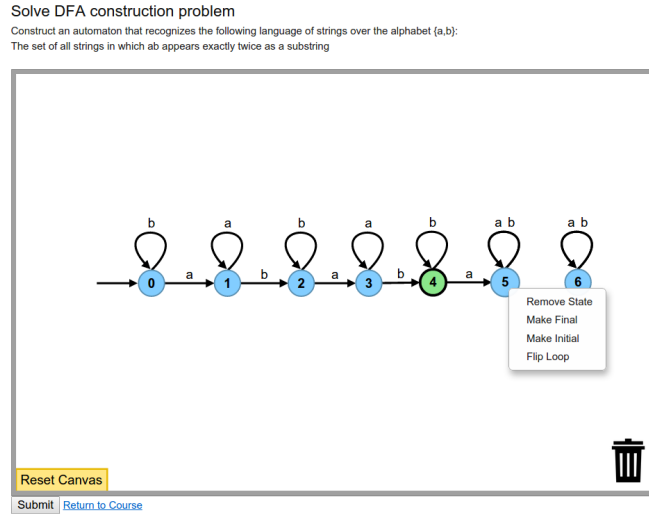 Solve DFA construction problem
Construct an automaton that recognizes the following language of strings over the alphabet {a,b}:
The set of all strings in which ab appears exactly twice as a substring
b a b a b a b a b
0 a 1 b 2 a 3 b 4 a 5 6
Remove State
Make Final
Make Initial
Flip Loop
Reset Canvas
Submit Return to Course